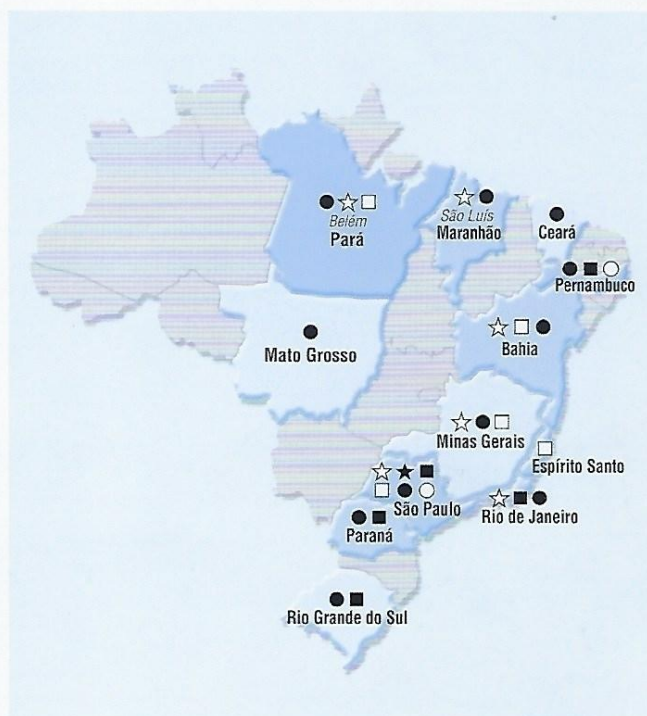 Belém
Pará
São Luís
Maranhão
Ceará
Pernambuco
Mato Grosso
Bahia
Minas Gerais
Espírito Santo
São Paulo
Rio de Janeiro
Paraná
Rio Grande do Sul